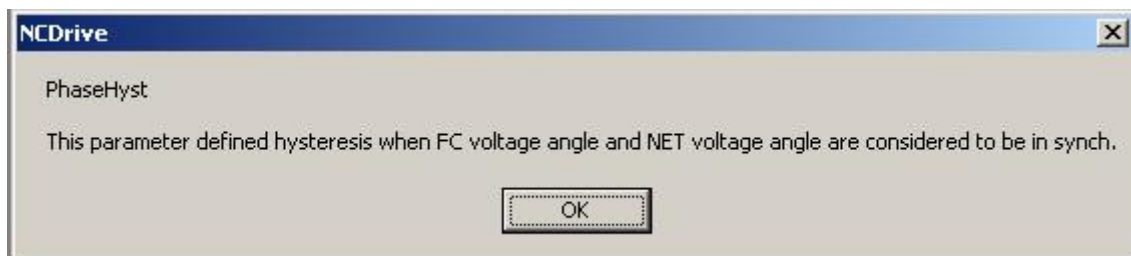 NCDrive
PhaseHyst
This parameter defined hysteresis when FC voltage angle and NET voltage angle are considered to be in synch.
OK